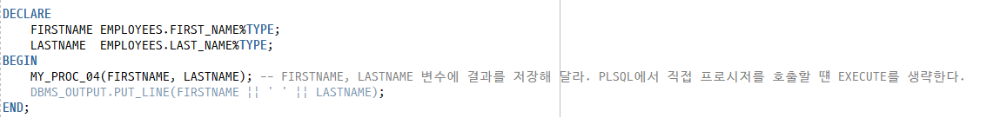 DECLARE
FIRSTNAME EMPLOYEES.FIRST_NAME%TYPE;
LASTNAME  EMPLOYEES.LAST_NAME%TYPE;
BEGIN
MY_PROC_04(FIRSTNAME, LASTNAME); -- FIRSTNAME, LASTNAME 변수에 결과를 저장해 달라. PLSQL에서 직접 프로시저를 호출할 땐 EXECUTE를 생략한다.
DBMS_OUTPUT.PUT_LINE(FIRSTNAME || ' ' || LASTNAME);
END;